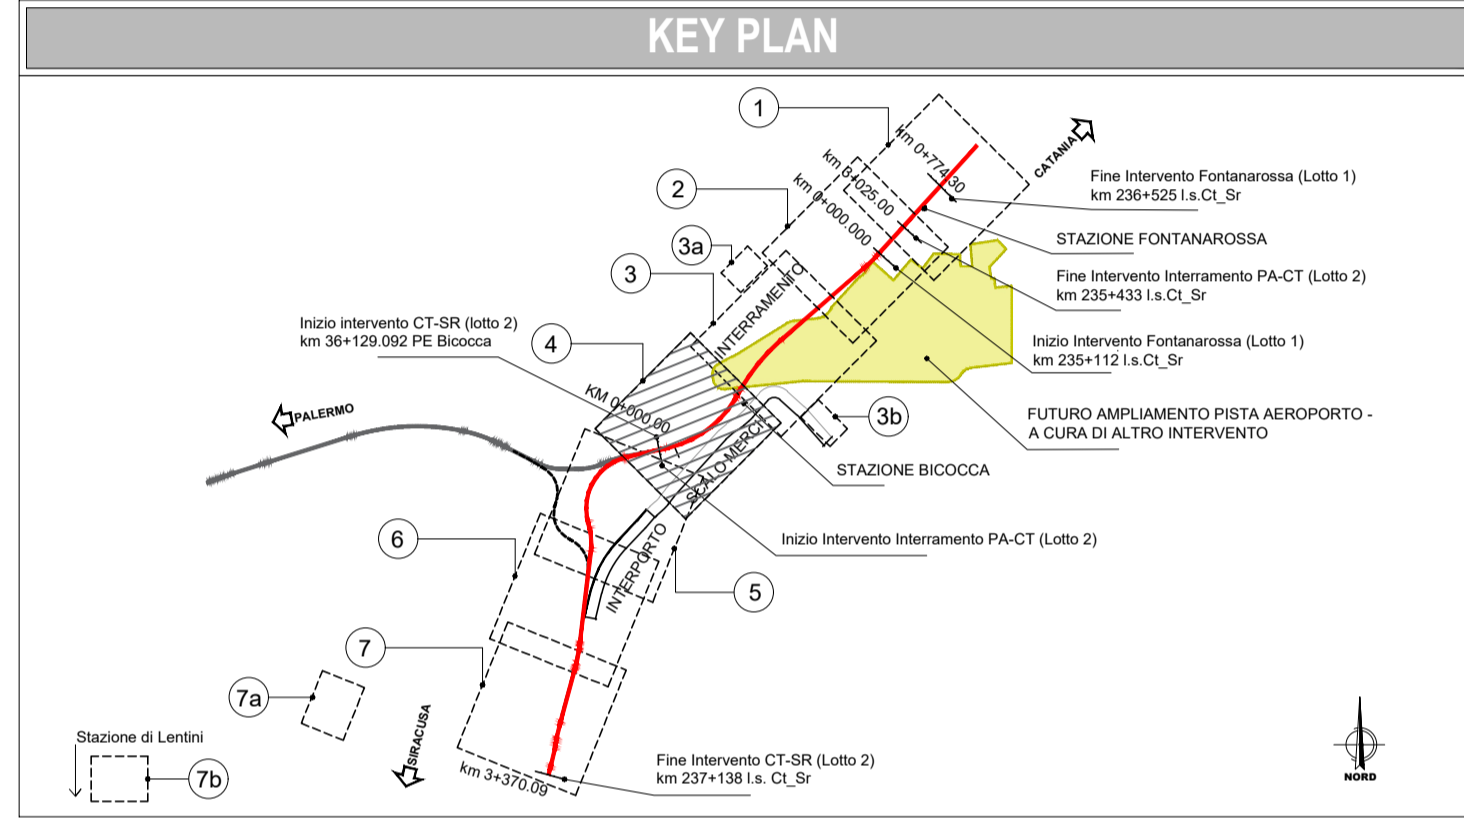 KEY PLAN
1
CATANIA
km 0+774.30
km 3+025.00
km 0+000.000
Fine Intervento Fontanarossa (Lotto 1)
km 236+525 l.s.Ct_Sr
2
3a
STAZIONE FONTANAROSSA
3
INTERRAMENTO
Fine Intervento Interramento PA-CT (Lotto 2)
km 235+433 l.s.Ct_Sr
Inizio intervento CT-SR (lotto 2)
km 36+129.092 PE Bicocca
4
Inizio Intervento Fontanarossa (Lotto 1)
km 235+112 l.s.Ct_Sr
KM 0+000.00
PALERMO
3b
FUTURO AMPLIAMENTO PISTA AEROPORTO -
A CURA DI ALTRO INTERVENTO
SCALO MERCI
STAZIONE BICOCCA
6
INTERPORTO
Inizio Intervento Interramento PA-CT (Lotto 2)
5
7
7a
SIRACUSA
Stazione di Lentini
7b
km 3+370.09
Fine Intervento CT-SR (Lotto 2)
km 237+138 l.s. Ct_Sr
NORD